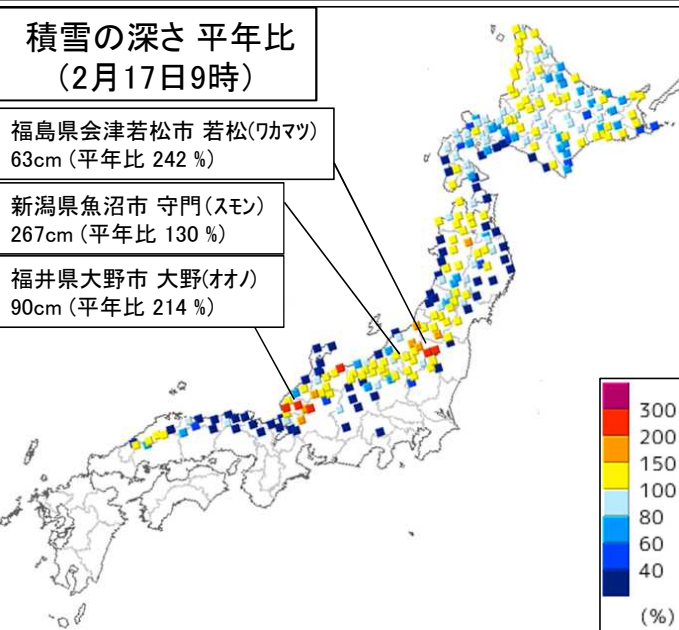 積雪の深さ 平年比
(2月17日9時)
福島県会津若松市 若松(ワカマツ)
63cm (平年比 242 %)
新潟県魚沼市 守門(スモン)
267cm (平年比 130 %)
福井県大野市 大野(オオノ)
90cm (平年比 214 %)
300
200
150
100
80
60
40
(%)